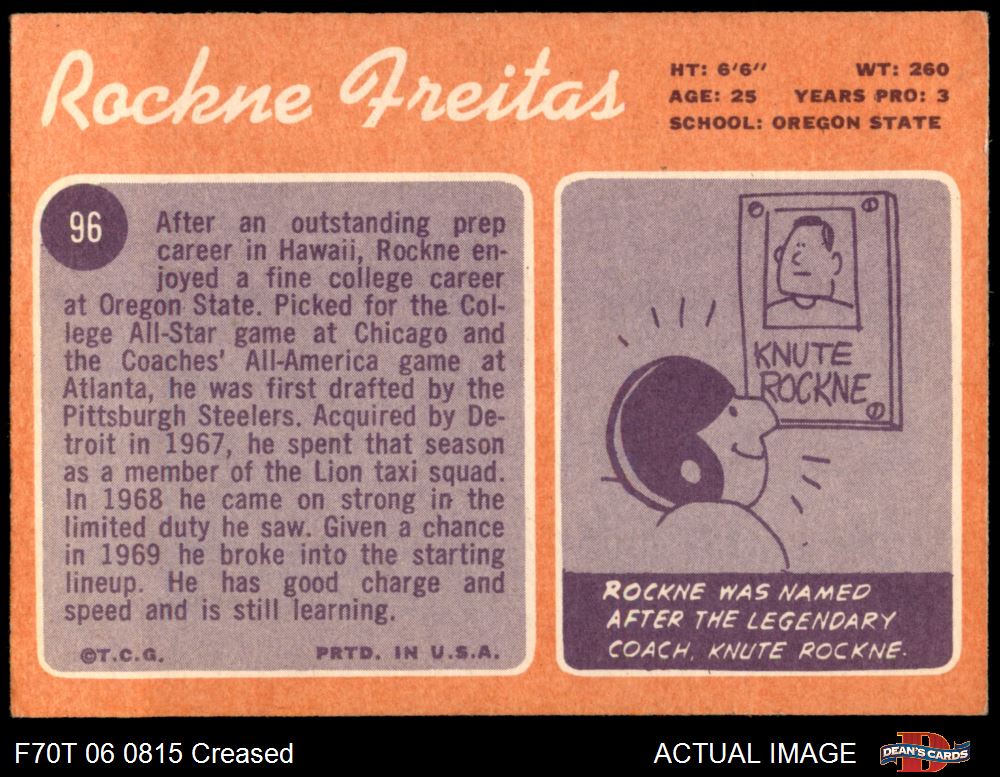 Rockne Freitas
HT: 6'6" WT: 260
AGE: 25 YEARS PRO: 3
SCHOOL: OREGON STATE
96
After an outstanding prep
career in Hawaii, Rockne en-
joyed a fine college career
at Oregon State. Picked for the Col-
lege All-Star game at Chicago and
the Coaches' All-America game at
Atlanta, he was first drafted by the
Pittsburgh Steelers. Acquired by De-
troit in 1967, he spent that season
as a member of the Lion taxi squad.
In 1968 he came on strong in the
limited duty he saw. Given a chance
in 1969 he broke into the starting
lineup. He has good charge and
speed and is still learning.
©T.C.G. PRTD. IN U.S.A.
KNUTE
ROCKNE
ROCKNE WAS NAMED
AFTER THE LEGENDARY
COACH, KNUTE ROCKNE.
F70T 06 0815 Creased
ACTUAL IMAGE
DEAN'S CARDS